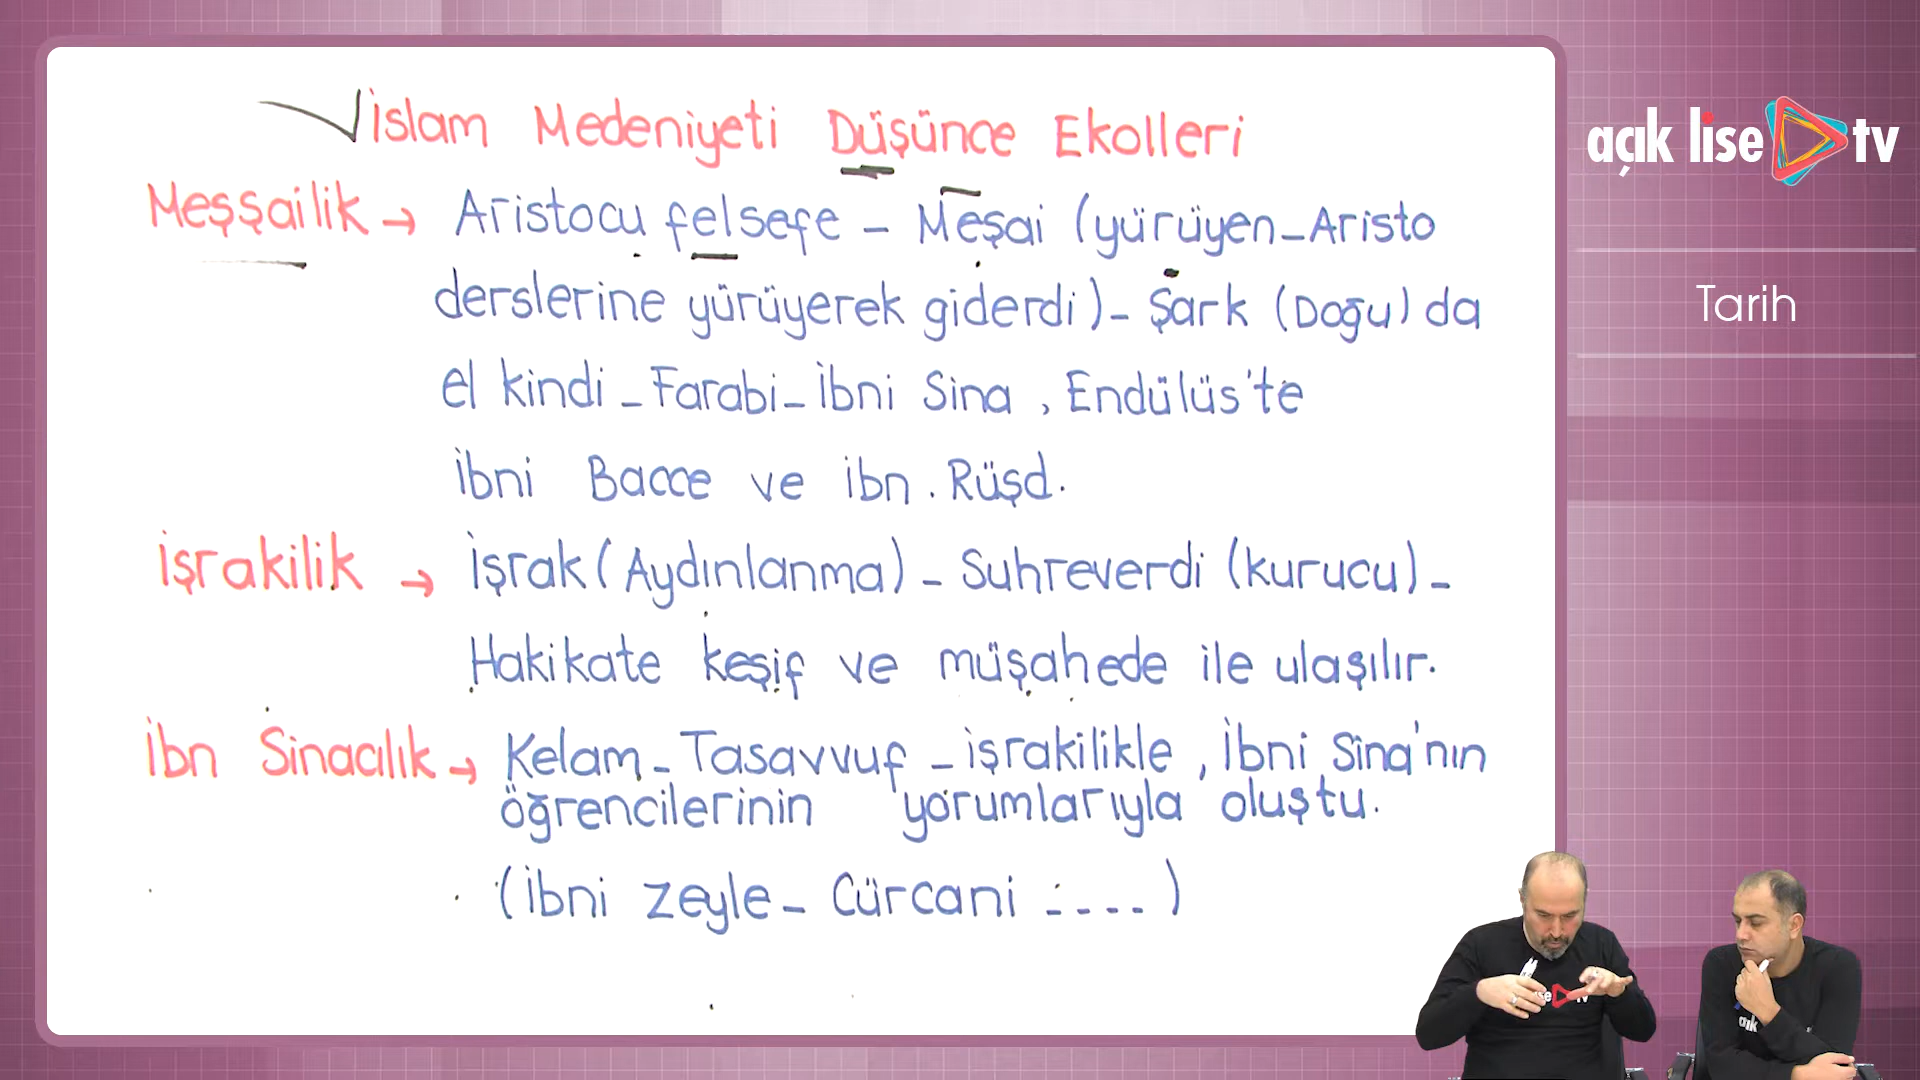 İslam Medeniyeti Düşünce Ekolleri
Meşşailik → Aristocu felsefe - Meşai (yürüyen-Aristo
derslerine yürüyerek giderdi) - Şark (Doğu) da
el kindi - Farabi - İbni Sina, Endülüs'te
İbni Bacce ve ibn. Rüşd.
işrakilik → işrak (Aydınlanma) - Suhreverdi (kurucu) -
Hakikate keşif ve müşahede ile ulaşılır.
İbn Sinacılık → Kelam - Tasavvuf - işrakilikle, İbni Sina'nın
öğrencilerinin yorumlarıyla oluştu.
(İbni zeyle - Cürcani ....)
açık lise tv
Tarih